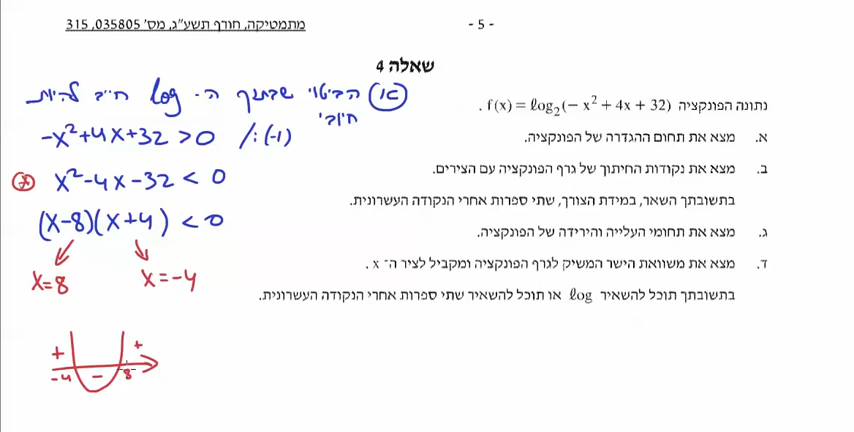 מתמטיקה, חורף תשע"ג, מס' 035805, 315
- 5 -
שאלה 4
נתונה הפונקציה f(x) = log₂(− x² + 4x + 32) .
א. מצא את תחום ההגדרה של הפונקציה.
ב. מצא את נקודות החיתוך של גרף הפונקציה עם הצירים.
בתשובתך השאר, במידת הצורך, שתי ספרות אחרי הנקודה העשרונית.
ג. מצא את תחומי העלייה והירידה של הפונקציה.
ד. מצא את משוואת הישר המשיק לגרף הפונקציה ומקביל לציר ה־ x .
בתשובתך תוכל להשאיר log או תוכל להשאיר שתי ספרות אחרי הנקודה העשרונית.
א) הביטוי שבתוך ה- log חייב להיות
חיובי
-x²+4x+32 > 0 /:(-1)
x²-4x-32 < 0
(x-8)(x+4) < 0
x=8 x=-4
+ +
-4 - 8